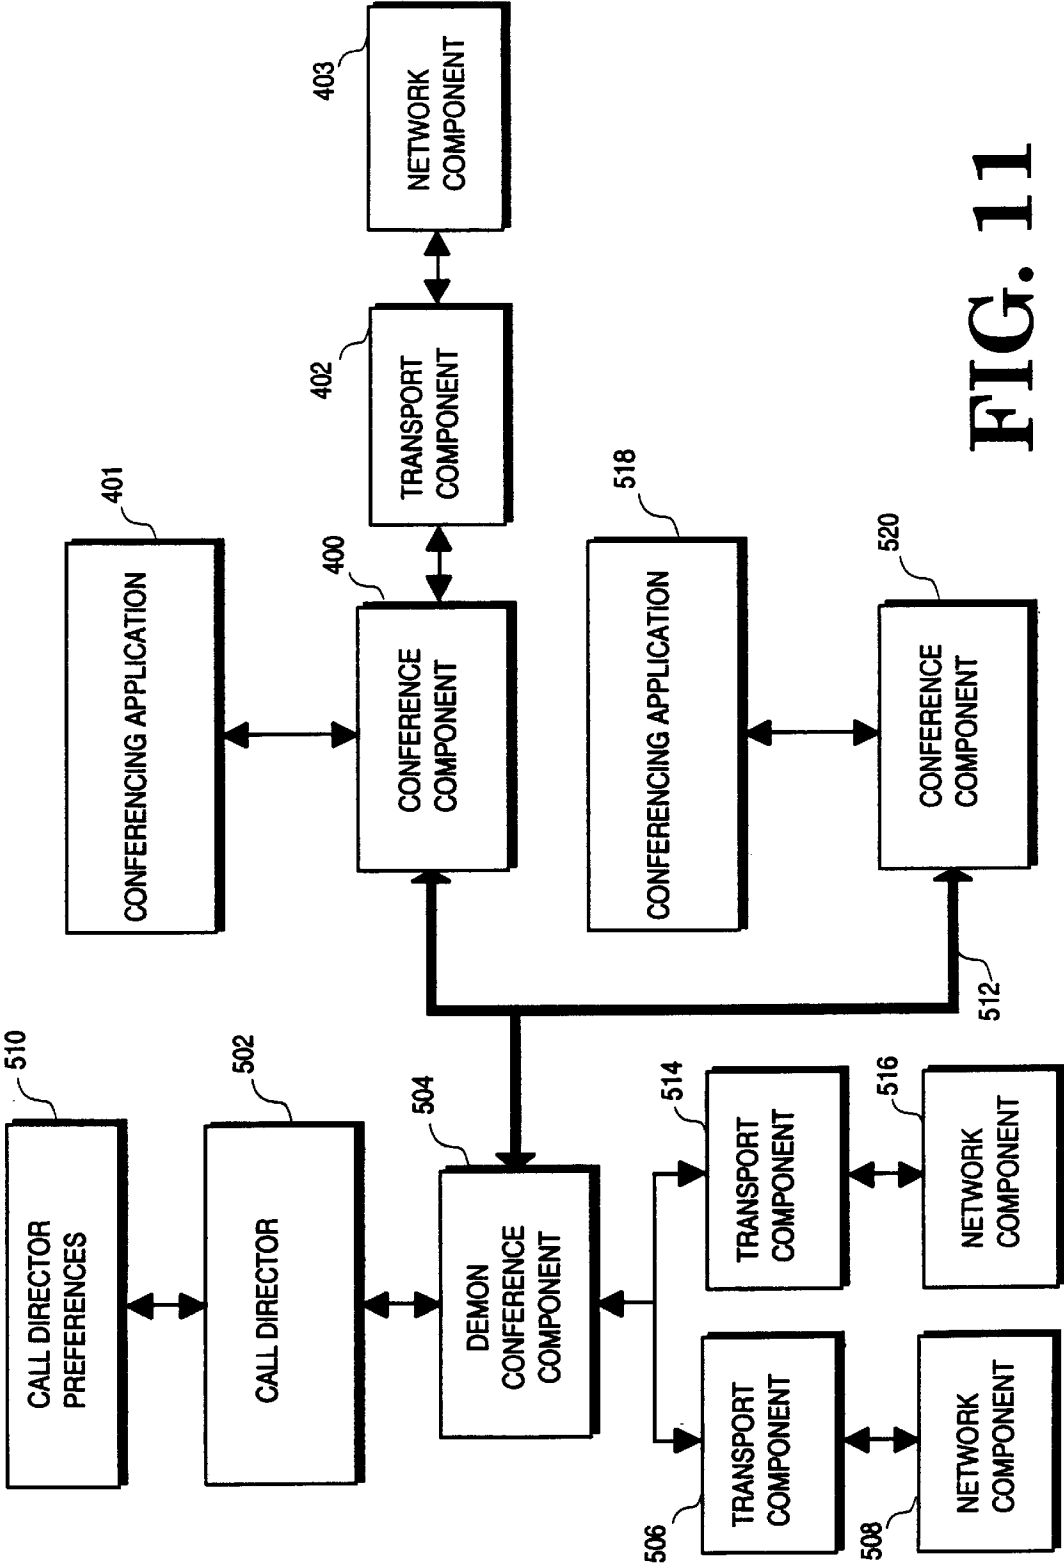 510
CALL DIRECTOR
PREFERENCES
502
CALL DIRECTOR
504
DEMON
CONFERENCE
COMPONENT
506
TRANSPORT
COMPONENT
508
NETWORK
COMPONENT
514
TRANSPORT
COMPONENT
516
NETWORK
COMPONENT
512
401
CONFERENCING APPLICATION
400
CONFERENCE
COMPONENT
402
TRANSPORT
COMPONENT
403
NETWORK
COMPONENT
518
CONFERENCING APPLICATION
520
CONFERENCE
COMPONENT
FIG. 11